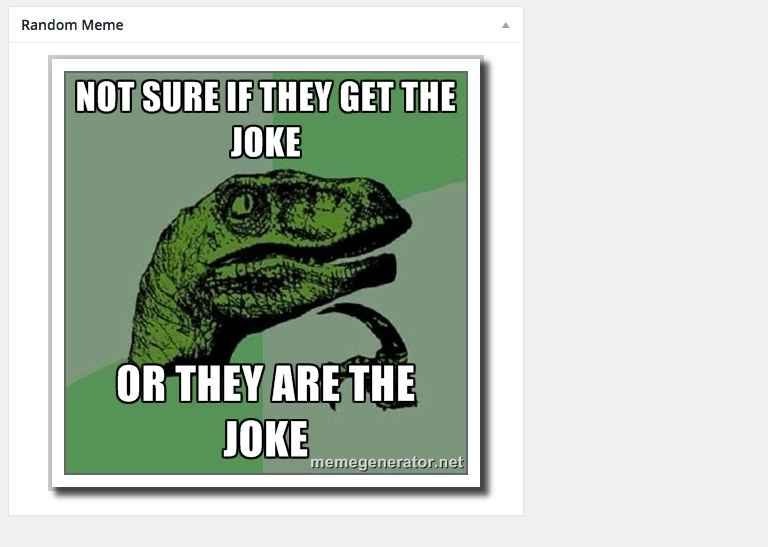 Random Meme
NOT SURE IF THEY GET THE
JOKE
OR THEY ARE THE
JOKE
memegenerator.net